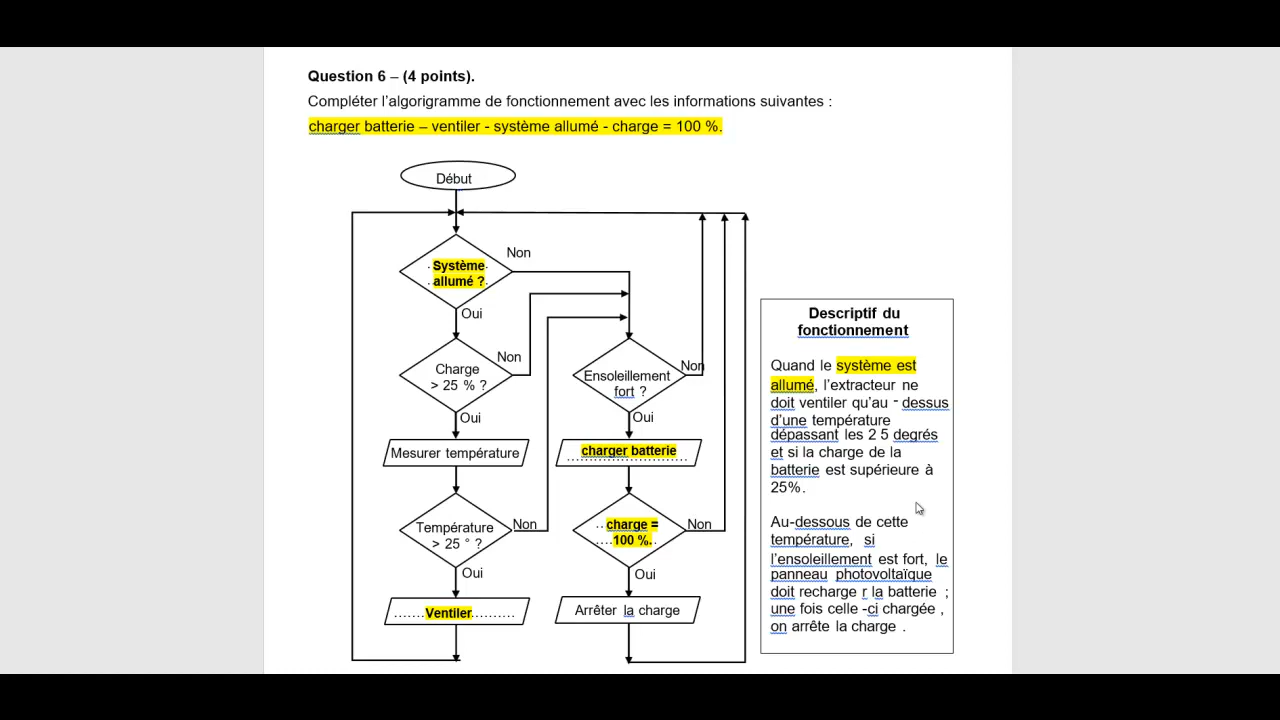 Question 6 – (4 points).
Compléter l’algorigramme de fonctionnement avec les informations suivantes :
charger batterie – ventiler - système allumé - charge = 100 %.
Début
Non
Système
allumé ?
Oui
Non
Charge
> 25 % ?
Oui
Mesurer température
Température
> 25 ° ?
Non
Oui
Ventiler
Ensoleillement
fort ?
Non
Oui
charger batterie
charge =
100 %.
Non
Oui
Arrêter la charge
Descriptif du
fonctionnement
Quand le système est
allumé, l’extracteur ne
doit ventiler qu’au - dessus
d’une température
dépassant les 2 5 degrés
et si la charge de la
batterie est supérieure à
25%.
Au-dessous de cette
température, si
l’ensoleillement est fort, le
panneau photovoltaïque
doit recharge r la batterie ;
une fois celle -ci chargée ,
on arrête la charge .